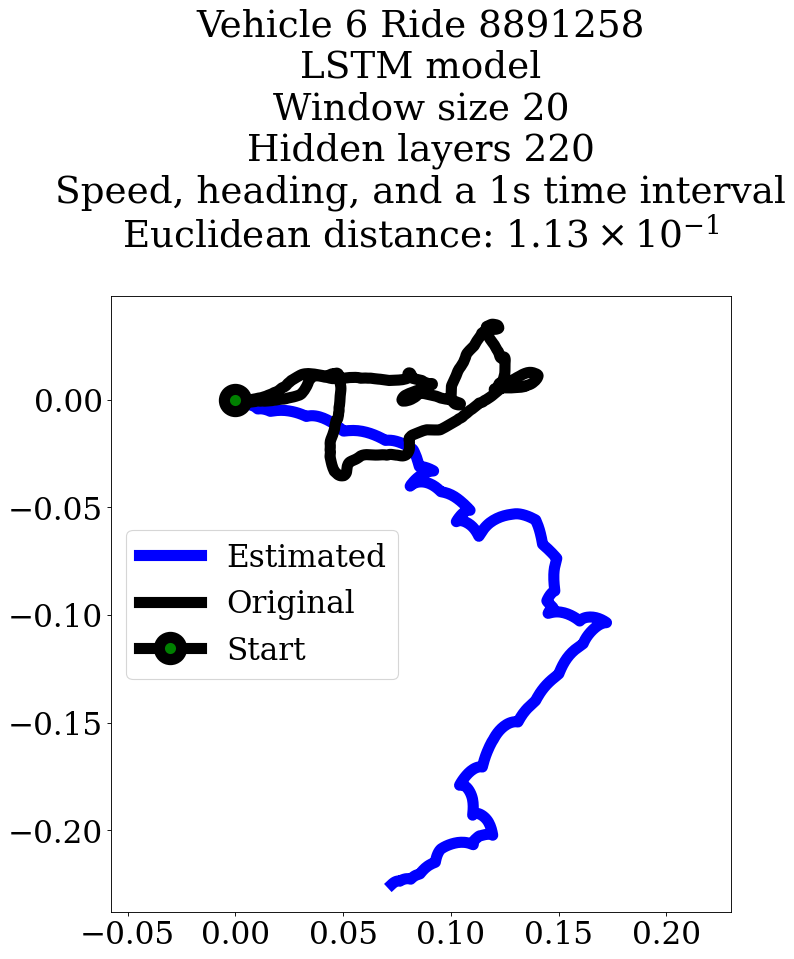 Vehicle 6 Ride 8891258
LSTM model
Window size 20
Hidden layers 220
Speed, heading, and a 1s time interval
Euclidean distance: 1.13 × 10⁻¹
0.00
−0.05
−0.10
−0.15
−0.20
Estimated
Original
Start
−0.05 0.00 0.05 0.10 0.15 0.20